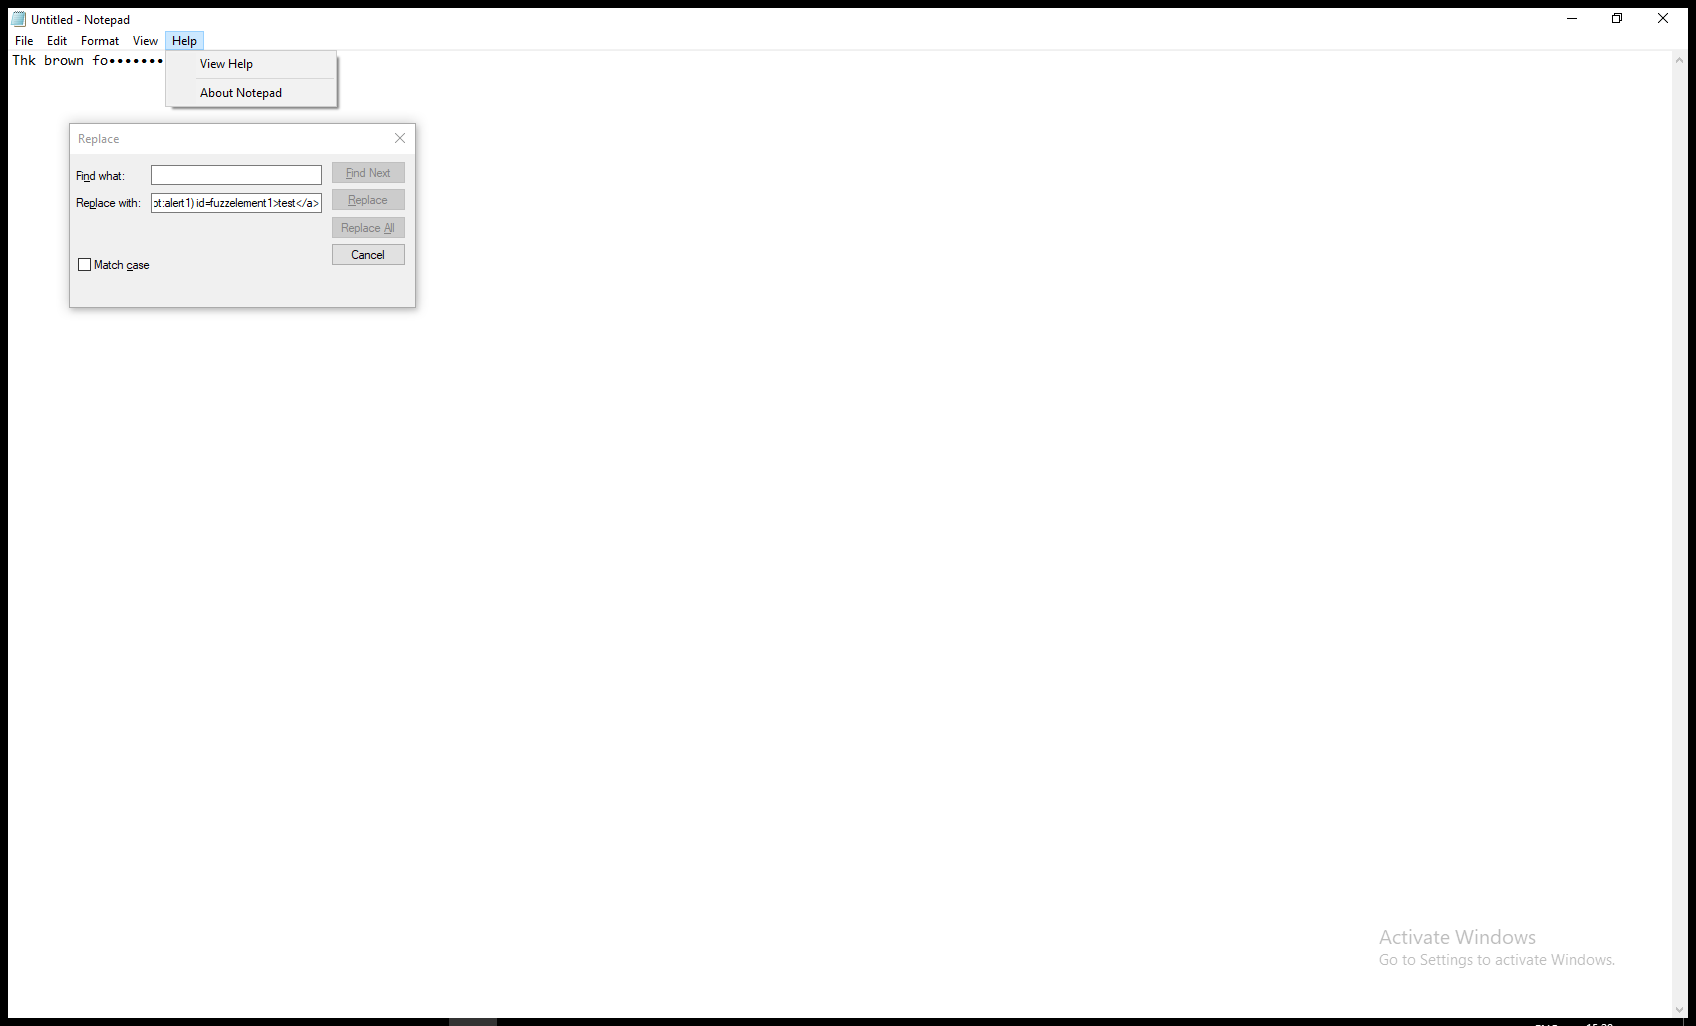 Untitled - Notepad
File Edit Format View Help
Thk brown fo•••••••
View Help
About Notepad
Replace
Find what:
Find Next
Replace with:
pt:alert1) id=fuzzelement1>test</a>
Replace
Replace All
Cancel
Match case
Activate Windows
Go to Settings to activate Windows.